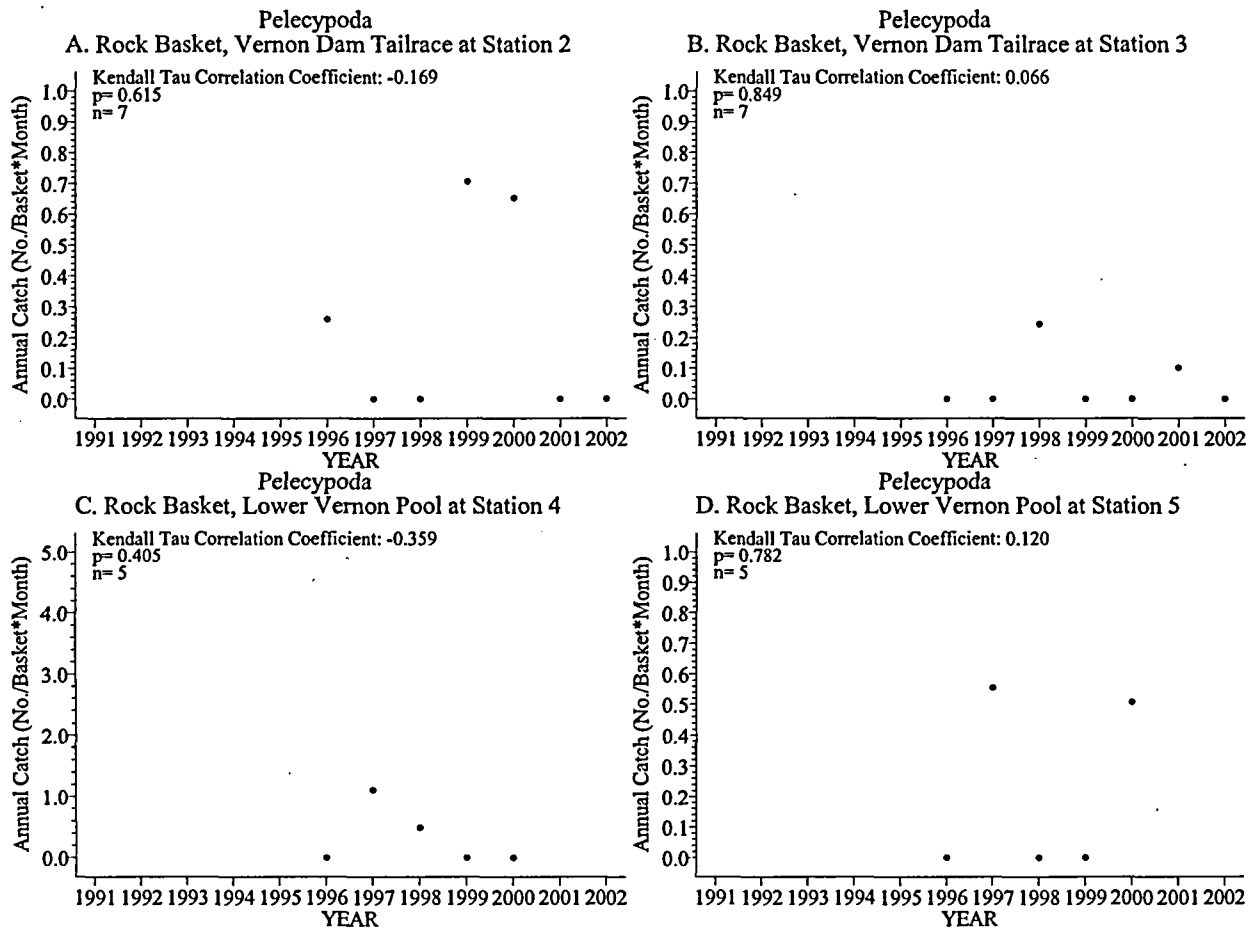 Pelecypoda
A. Rock Basket, Vernon Dam Tailrace at Station 2
Kendall Tau Correlation Coefficient: -0.169
p= 0.615
n= 7
Annual Catch (No./Basket*Month)
1.0
0.9
0.8
0.7
0.6
0.5
0.4
0.3
0.2
0.1
0.0
1991 1992 1993 1994 1995 1996 1997 1998 1999 2000 2001 2002
YEAR
Pelecypoda
B. Rock Basket, Vernon Dam Tailrace at Station 3
Kendall Tau Correlation Coefficient: 0.066
p= 0.849
n= 7
Annual Catch (No./Basket*Month)
1.0
0.9
0.8
0.7
0.6
0.5
0.4
0.3
0.2
0.1
0.0
1991 1992 1993 1994 1995 1996 1997 1998 1999 2000 2001 2002
YEAR
Pelecypoda
C. Rock Basket, Lower Vernon Pool at Station 4
Kendall Tau Correlation Coefficient: -0.359
p= 0.405
n= 5
Annual Catch (No./Basket*Month)
5.0
4.0
3.0
2.0
1.0
0.0
1991 1992 1993 1994 1995 1996 1997 1998 1999 2000 2001 2002
YEAR
Pelecypoda
D. Rock Basket, Lower Vernon Pool at Station 5
Kendall Tau Correlation Coefficient: 0.120
p= 0.782
n= 5
Annual Catch (No./Basket*Month)
1.0
0.9
0.8
0.7
0.6
0.5
0.4
0.3
0.2
0.1
0.0
1991 1992 1993 1994 1995 1996 1997 1998 1999 2000 2001 2002
YEAR